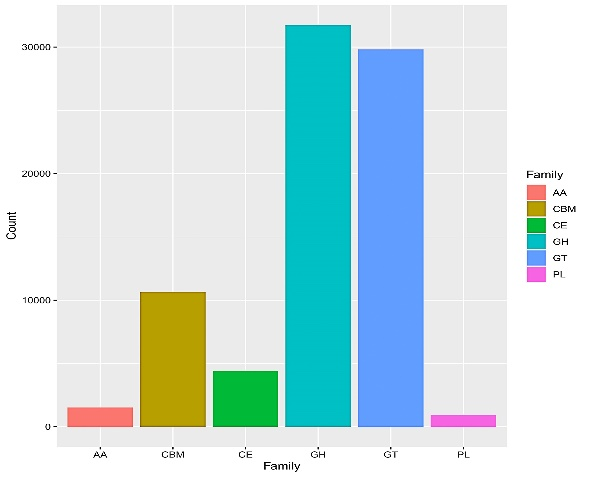 Count
30000
20000
10000
0
AA CBM CE GH GT PL
Family
Family
AA
CBM
CE
GH
GT
PL